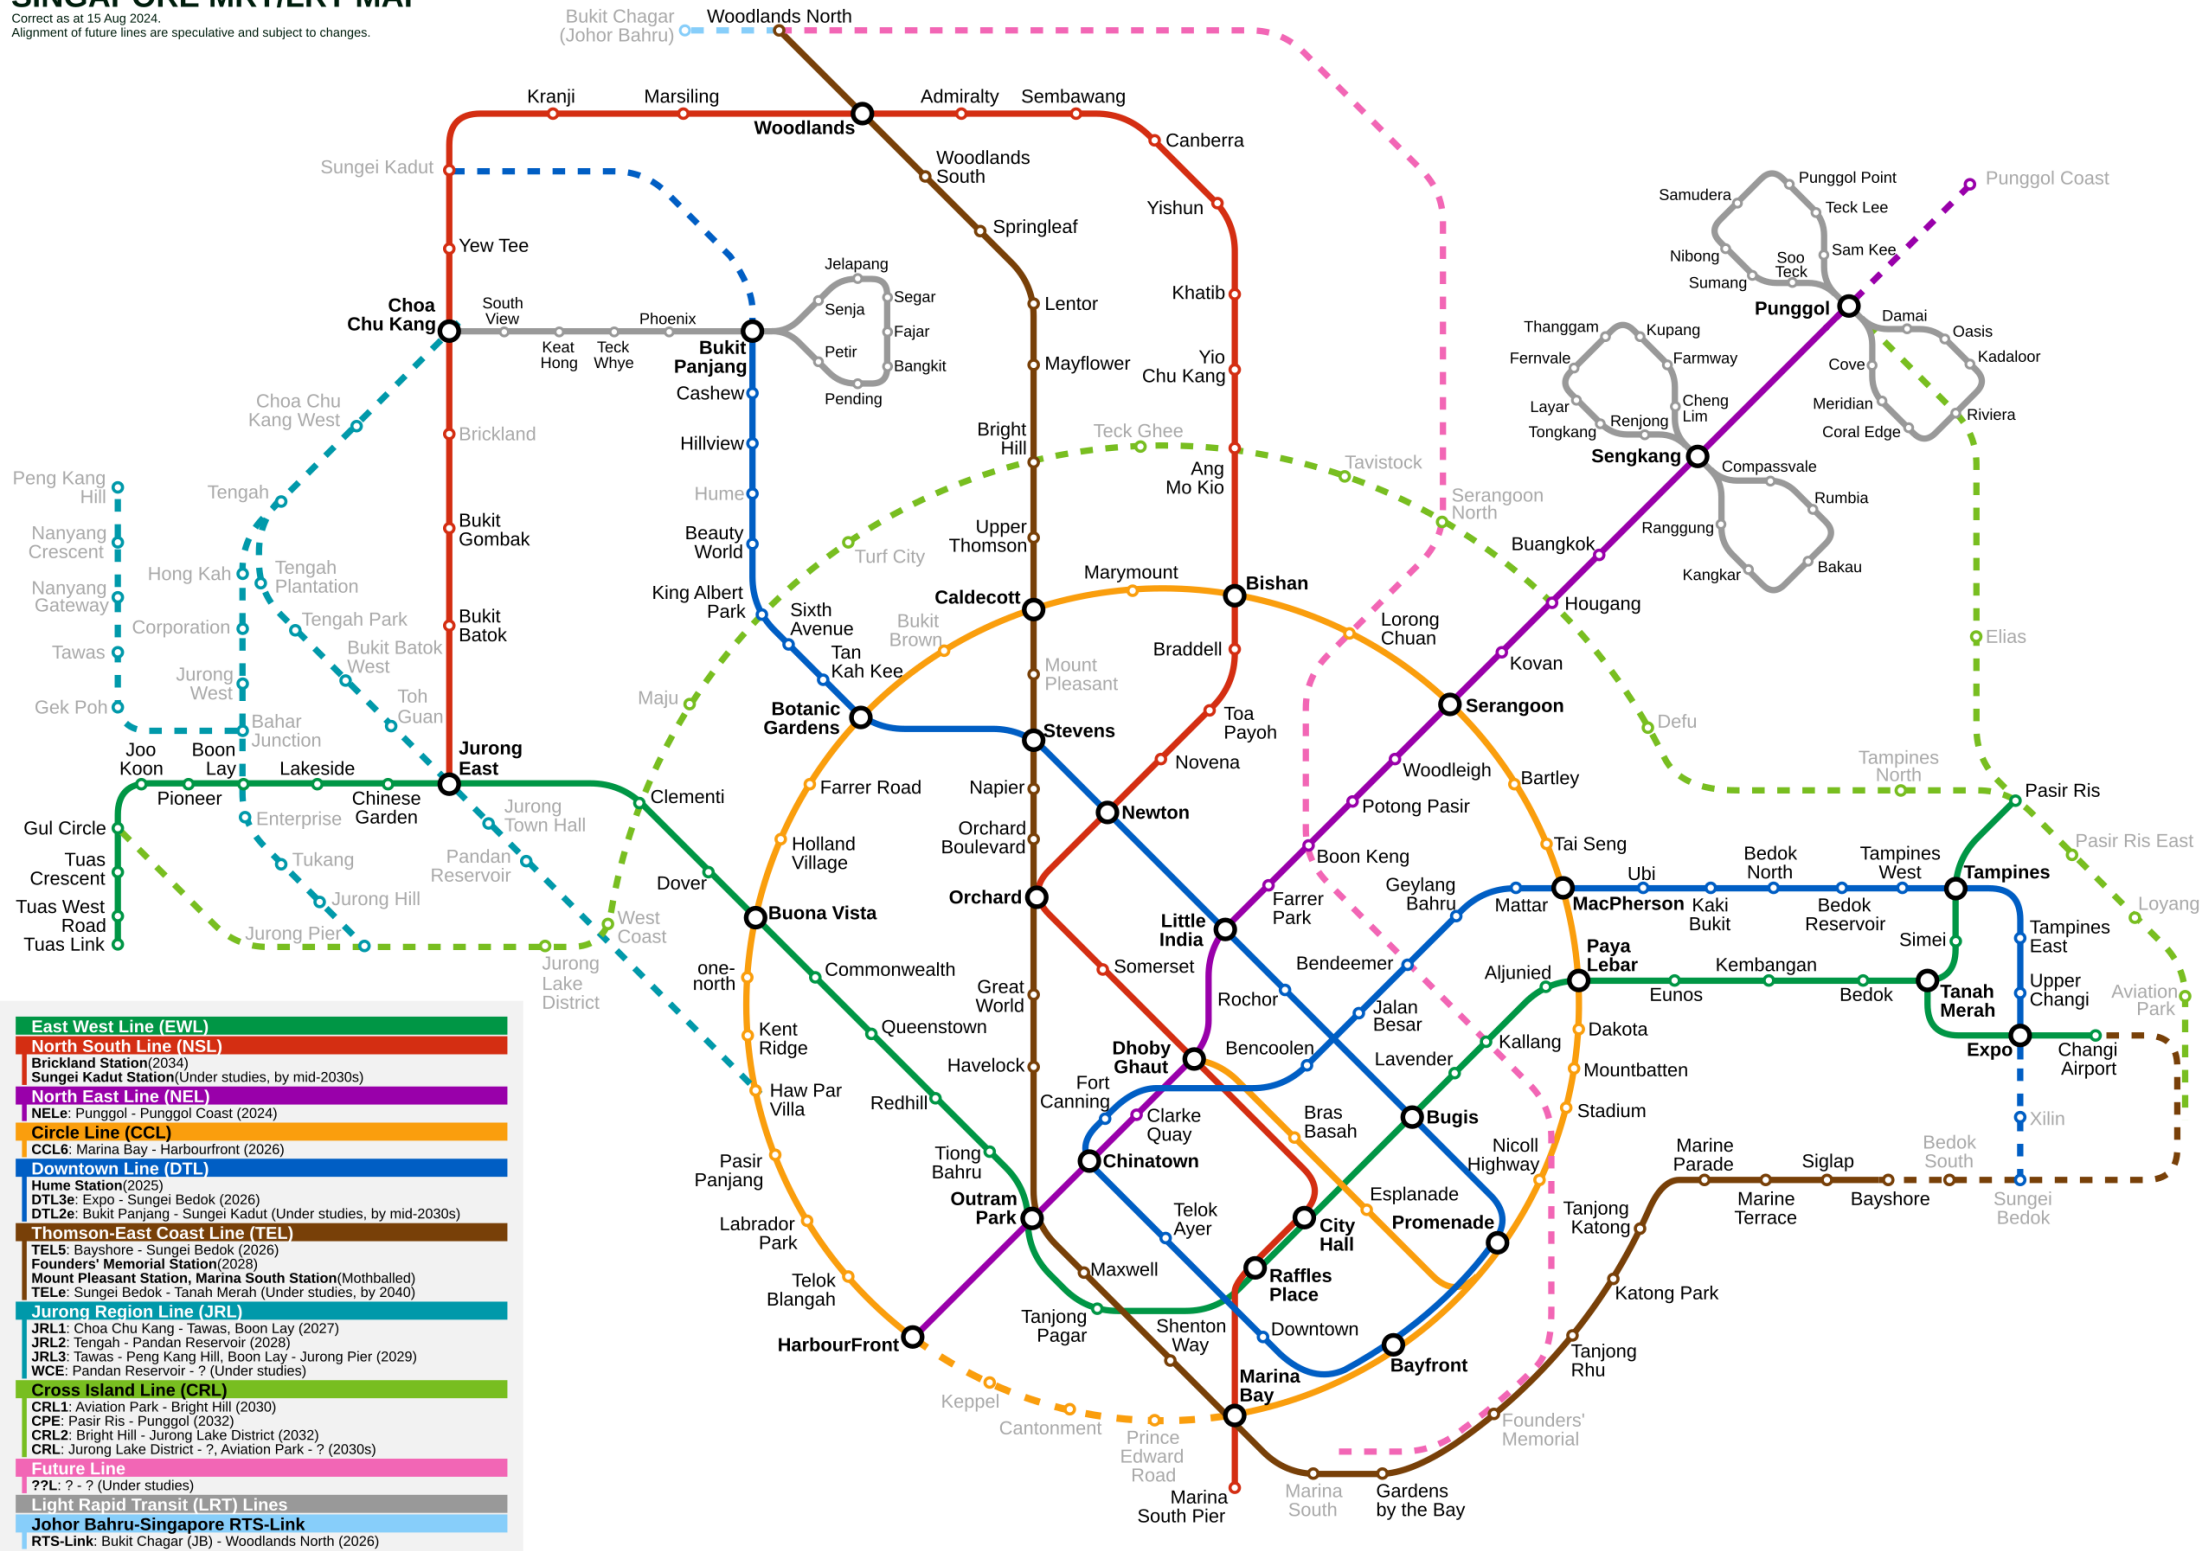 SINGAPORE MRT/LRT MAP
Correct as at 15 Aug 2024.
Alignment of future lines are speculative and subject to changes.
Bukit Chagar
(Johor Bahru)
Woodlands North
Kranji
Marsiling
Woodlands
Admiralty
Sembawang
Canberra
Woodlands
South
Yishun
Springleaf
Sungei Kadut
Yew Tee
Choa
Chu Kang
South
View
Keat
Hong
Teck
Whye
Phoenix
Bukit
Panjang
Jelapang
Senja
Segar
Fajar
Petir
Bangkit
Pending
Lentor
Mayflower
Khatib
Yio
Chu Kang
Samudera
Punggol Point
Teck Lee
Sam Kee
Nibong
Soo
Teck
Sumang
Punggol
Punggol Coast
Damai
Oasis
Kadaloor
Cove
Meridian
Coral Edge
Riviera
Thanggam
Kupang
Fernvale
Farmway
Layar
Cheng
Lim
Renjong
Tongkang
Sengkang
Compassvale
Rumbia
Ranggung
Bakau
Kangkar
Cashew
Hillview
Hume
Beauty
World
King Albert
Park
Sixth
Avenue
Tan
Kah Kee
Botanic
Gardens
Choa Chu
Kang West
Brickland
Tengah
Bukit
Gombak
Bukit
Batok
Peng Kang
Hill
Nanyang
Crescent
Nanyang
Gateway
Tawas
Gek Poh
Hong Kah
Corporation
Jurong
West
Bahar
Junction
Tengah
Plantation
Tengah Park
Bukit Batok
West
Toh
Guan
Maju
Turf City
Bukit
Brown
Bright
Hill
Teck Ghee
Ang
Mo Kio
Tavistock
Serangoon
North
Upper
Thomson
Caldecott
Marymount
Bishan
Lorong
Chuan
Braddell
Mount
Pleasant
Stevens
Toa
Payoh
Novena
Newton
Buangkok
Hougang
Kovan
Serangoon
Woodleigh
Potong Pasir
Boon Keng
Farrer
Park
Little
India
Bartley
Tai Seng
Defu
Elias
Tampines
North
Pasir Ris
Pasir Ris East
Loyang
Aviation
Park
Joo
Koon
Pioneer
Boon
Lay
Lakeside
Chinese
Garden
Jurong
East
Gul Circle
Tuas
Crescent
Tuas West
Road
Tuas Link
Enterprise
Tukang
Jurong Hill
Jurong Pier
Jurong
Town Hall
Pandan
Reservoir
Jurong
Lake
District
West
Coast
Clementi
Dover
Buona Vista
Farrer Road
Holland
Village
one-
north
Kent
Ridge
Haw Par
Villa
Pasir
Panjang
Labrador
Park
Telok
Blangah
HarbourFront
Keppel
Cantonment
Prince
Edward
Road
Commonwealth
Queenstown
Redhill
Tiong
Bahru
Outram
Park
Napier
Orchard
Boulevard
Orchard
Great
World
Havelock
Somerset
Dhoby
Ghaut
Fort
Canning
Clarke
Quay
Chinatown
Rochor
Bencoolen
Jalan
Besar
Bendeemer
Geylang
Bahru
Mattar
MacPherson
Ubi
Kaki
Bukit
Bedok
North
Bedok
Reservoir
Tampines
West
Tampines
Simei
Tampines
East
Upper
Changi
Tanah
Merah
Expo
Changi
Airport
Xilin
Sungei
Bedok
Paya
Lebar
Eunos
Kembangan
Bedok
Aljunied
Kallang
Lavender
Bugis
Dakota
Mountbatten
Stadium
Nicoll
Highway
Promenade
Bras
Basah
Esplanade
City
Hall
Raffles
Place
Telok
Ayer
Maxwell
Tanjong
Pagar
Shenton
Way
Downtown
Bayfront
Marina
Bay
Marina
South Pier
Marina
South
Gardens
by the Bay
Founders'
Memorial
Tanjong
Rhu
Katong Park
Tanjong
Katong
Marine
Parade
Marine
Terrace
Siglap
Bayshore
Bedok
South
East West Line (EWL)
North South Line (NSL)
Brickland Station(2034)
Sungei Kadut Station(Under studies, by mid-2030s)
North East Line (NEL)
NELe: Punggol - Punggol Coast (2024)
Circle Line (CCL)
CCL6: Marina Bay - Harbourfront (2026)
Downtown Line (DTL)
Hume Station(2025)
DTL3e: Expo - Sungei Bedok (2026)
DTL2e: Bukit Panjang - Sungei Kadut (Under studies, by mid-2030s)
Thomson-East Coast Line (TEL)
TEL5: Bayshore - Sungei Bedok (2026)
Founders' Memorial Station(2028)
Mount Pleasant Station, Marina South Station(Mothballed)
TELe: Sungei Bedok - Tanah Merah (Under studies, by 2040)
Jurong Region Line (JRL)
JRL1: Choa Chu Kang - Tawas, Boon Lay (2027)
JRL2: Tengah - Pandan Reservoir (2028)
JRL3: Tawas - Peng Kang Hill, Boon Lay - Jurong Pier (2029)
WCE: Pandan Reservoir - ? (Under studies)
Cross Island Line (CRL)
CRL1: Aviation Park - Bright Hill (2030)
CPE: Pasir Ris - Punggol (2032)
CRL2: Bright Hill - Jurong Lake District (2032)
CRL: Jurong Lake District - ?, Aviation Park - ? (2030s)
Future Line
??L: ? - ? (Under studies)
Light Rapid Transit (LRT) Lines
Johor Bahru-Singapore RTS-Link
RTS-Link: Bukit Chagar (JB) - Woodlands North (2026)